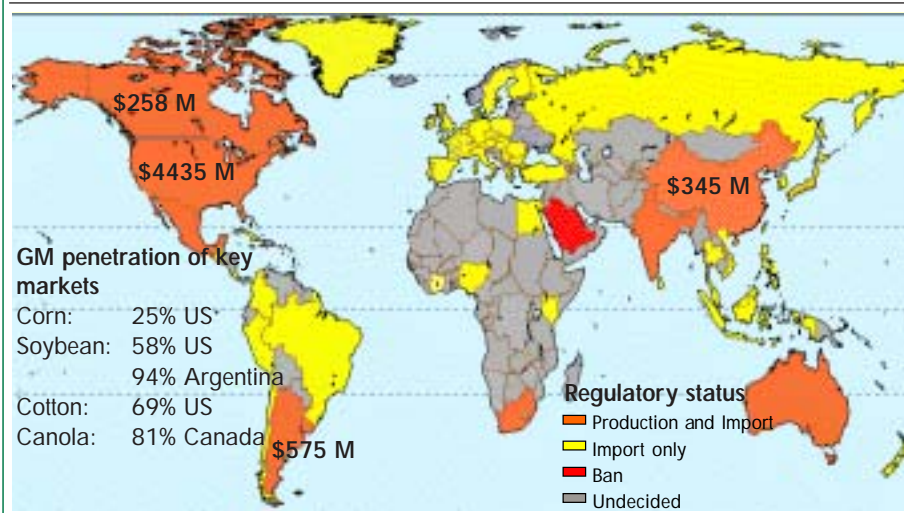 $258 M
$4435 M
$345 M
GM penetration of key
markets
Corn: 25% US
Soybean: 58% US
94% Argentina
Cotton: 69% US
Canola: 81% Canada
$575 M
Regulatory status
Production and Import
Import only
Ban
Undecided